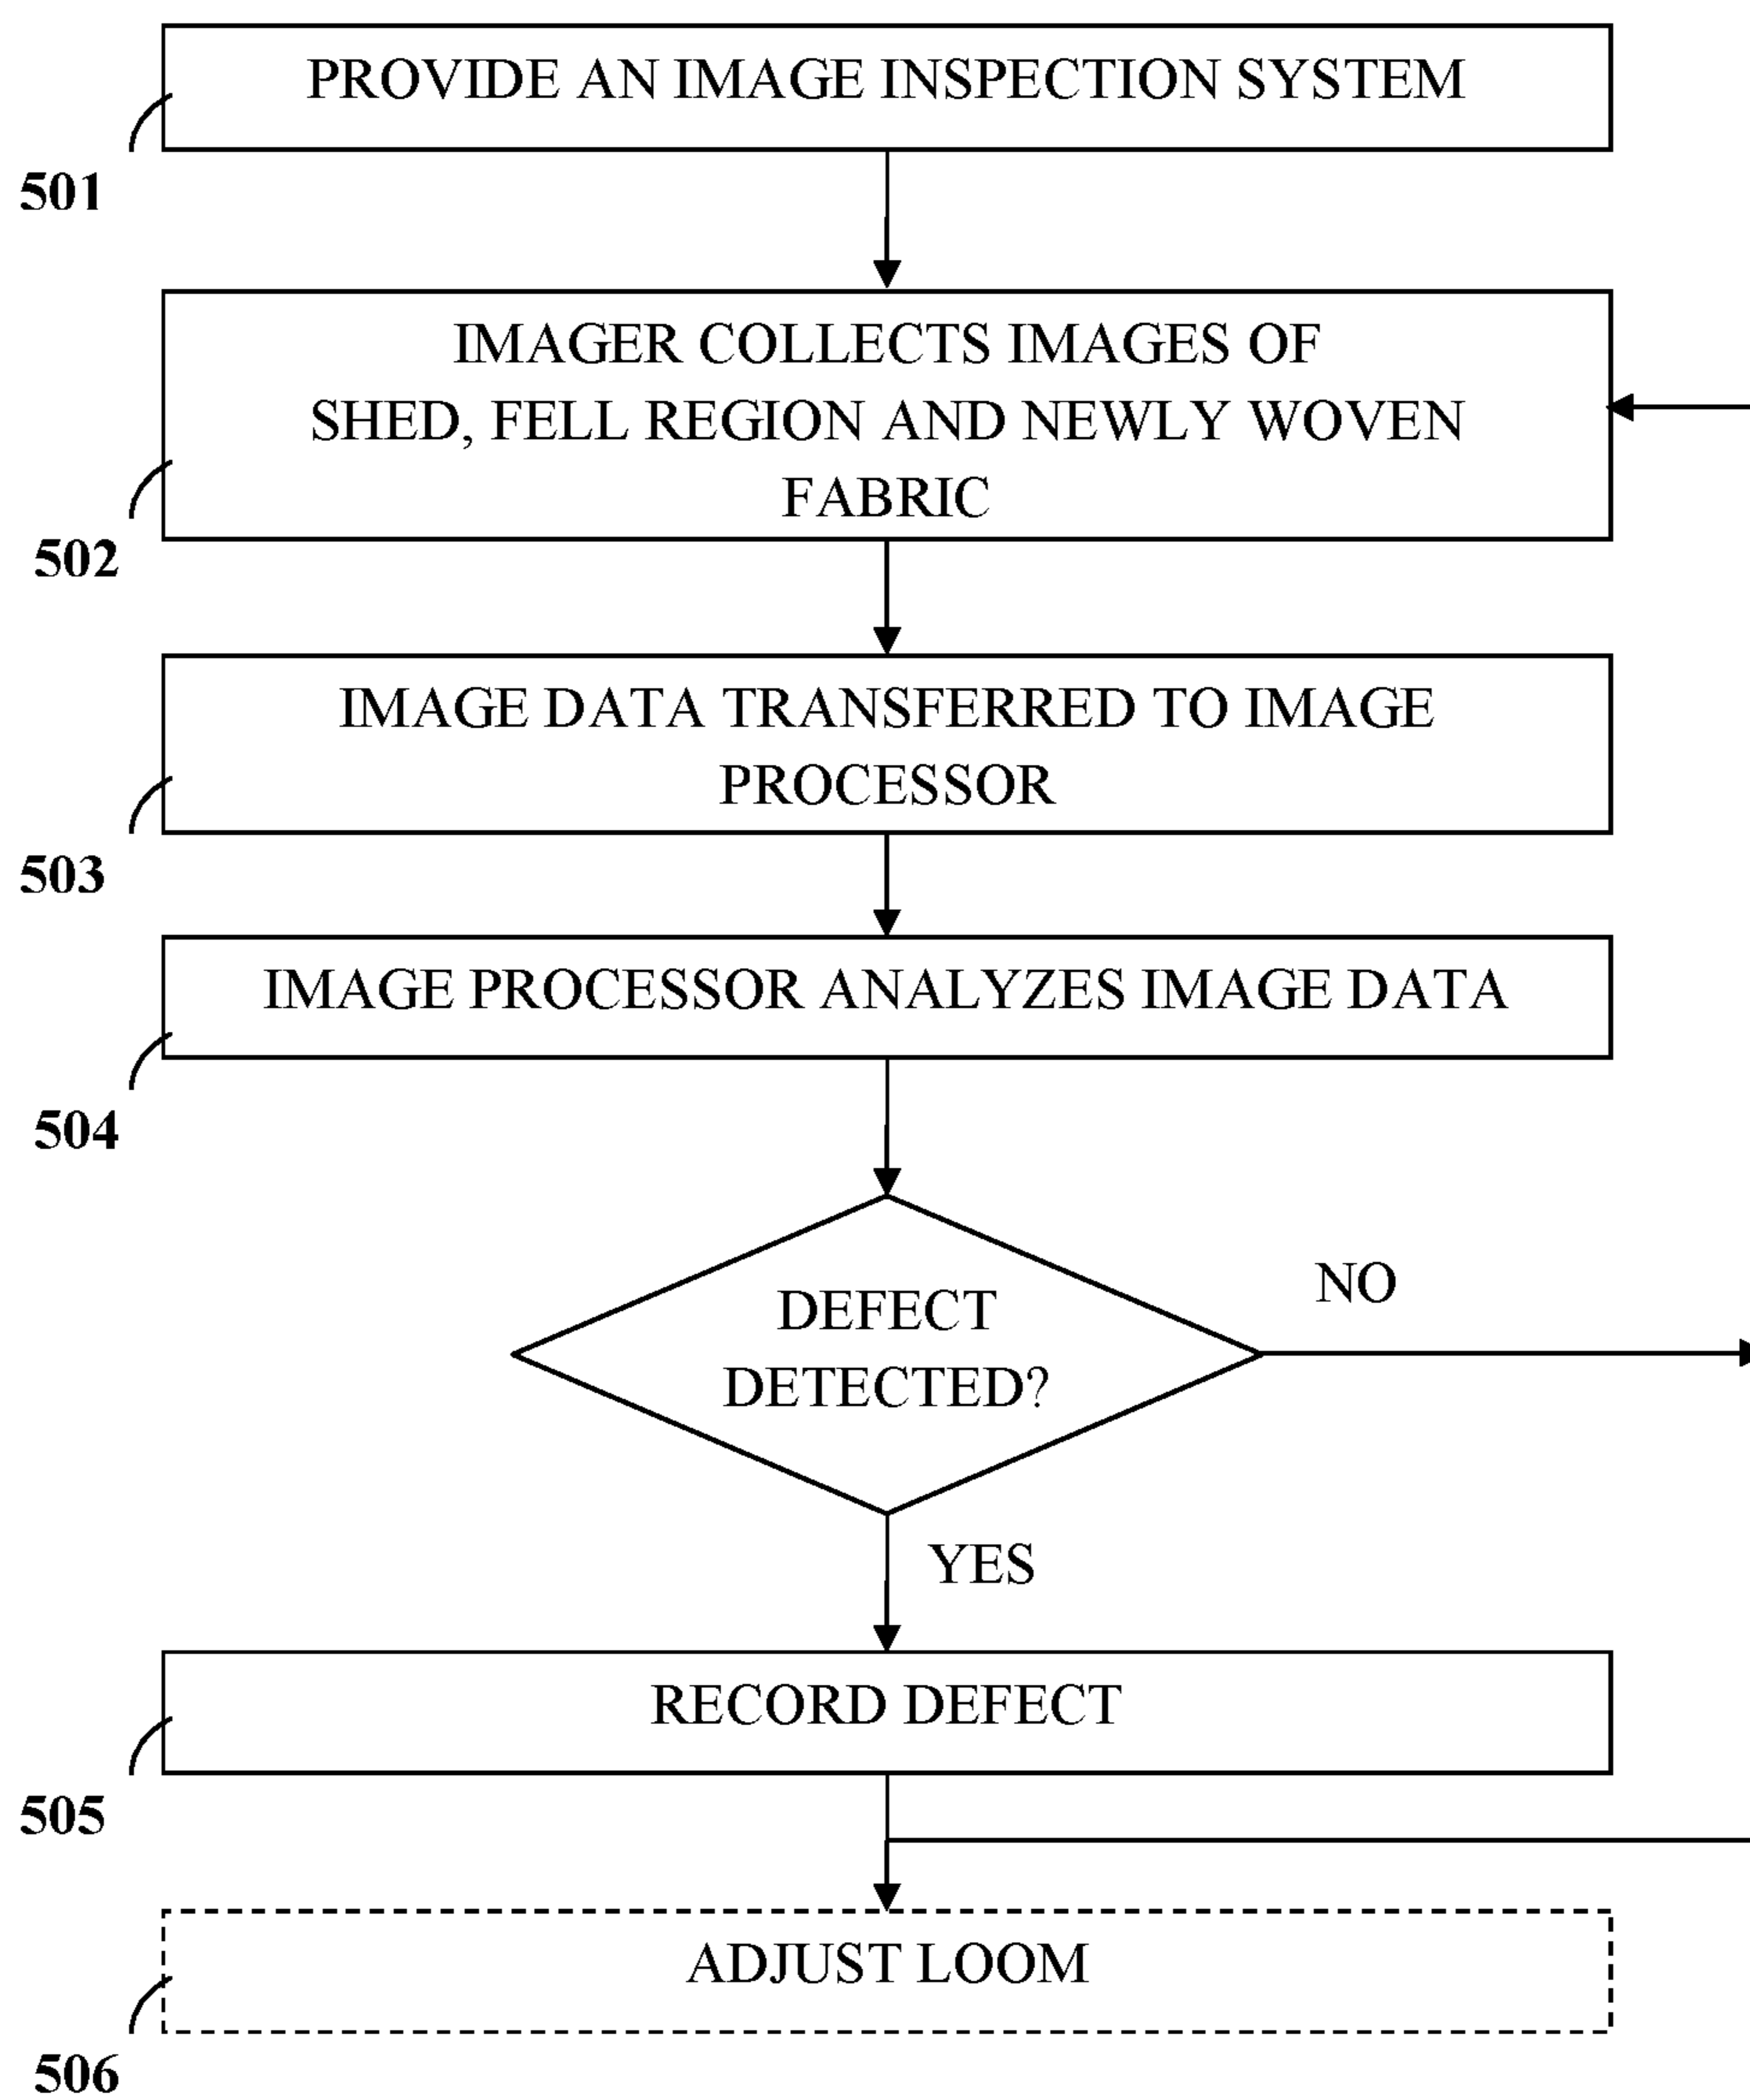 PROVIDE AN IMAGE INSPECTION SYSTEM
501
IMAGER COLLECTS IMAGES OF
SHED, FELL REGION AND NEWLY WOVEN
FABRIC
502
IMAGE DATA TRANSFERRED TO IMAGE
PROCESSOR
503
IMAGE PROCESSOR ANALYZES IMAGE DATA
504
DEFECT
DETECTED?
NO
YES
RECORD DEFECT
505
ADJUST LOOM
506